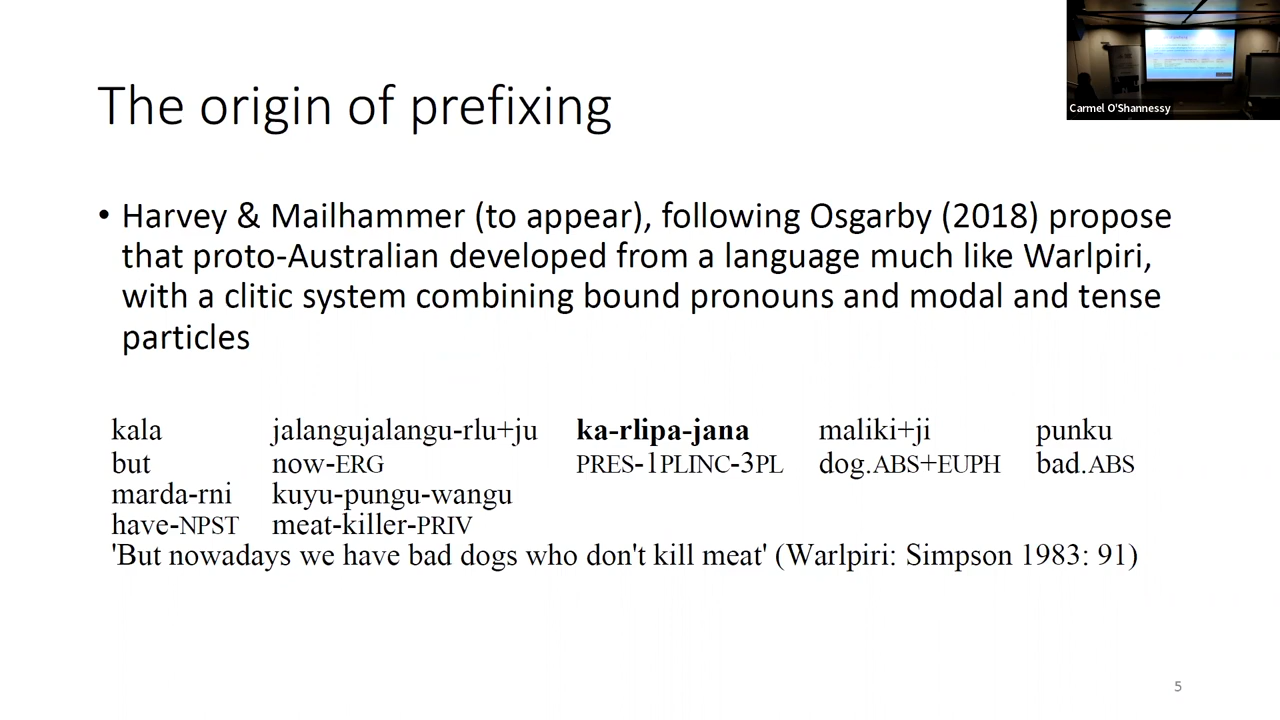 The origin of prefixing
Carmel O'Shannessy
• Harvey & Mailhammer (to appear), following Osgarby (2018) propose
that proto-Australian developed from a language much like Warlpiri,
with a clitic system combining bound pronouns and modal and tense
particles
kala jalangujalangu-rlu+ju ka-rlipa-jana maliki+ji punku
but now-ERG PRES-1PLINC-3PL dog.ABS+EUPH bad.ABS
marda-rni kuyu-pungu-wangu
have-NPST meat-killer-PRIV
'But nowadays we have bad dogs who don't kill meat' (Warlpiri: Simpson 1983: 91)
5